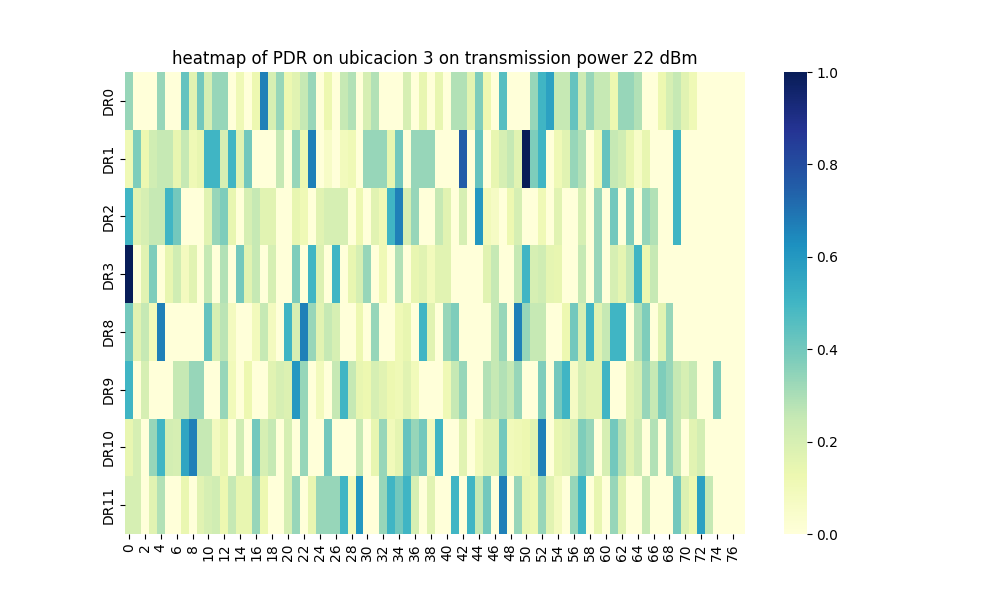 heatmap of PDR on ubicacion 3 on transmission power 22 dBm
DR0
DR1
DR2
DR3
DR8
DR9
DR10
DR11
0 2 4 6 8 10 12 14 16 18 20 22 24 26 28 30 32 34 36 38 40 42 44 46 48 50 52 54 56 58 60 62 64 66 68 70 72 74 76
1.0
0.8
0.6
0.4
0.2
0.0